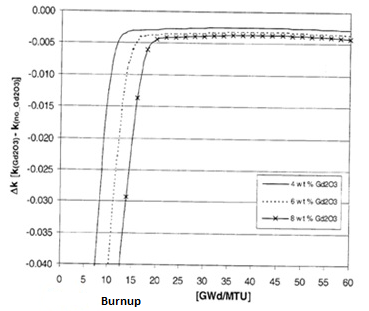 0.000
-0.005
-0.010
-0.015
-0.020
-0.025
-0.030
-0.035
-0.040
Δk [k(Gd2O3) - k(no_Gd2O3)]
4 wt % Gd2O3
6 wt % Gd2O3
8 wt % Gd2O3
0 5 10 15 20 25 30 35 40 45 50 55 60
Burnup [GWd/MTU]